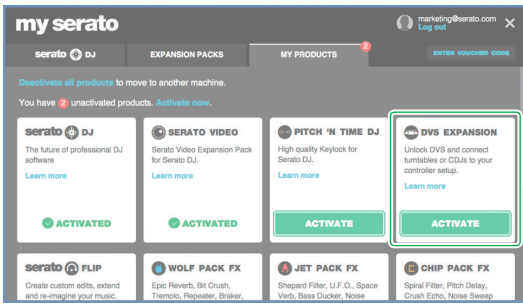 my serato
marketing@serato.com
Log out
serato DJ
EXPANSION PACKS
MY PRODUCTS
2
ENTER VOUCHER CODE
Deactivate all products to move to another machine.
You have 2 unactivated products. Activate now.
serato DJ
The future of professional DJ
software
Learn more
ACTIVATED
SERATO VIDEO
Serato Video Expansion Pack
for Serato DJ.
Learn more
ACTIVATED
PITCH 'N TIME DJ
High quality Keylock for
Serato DJ.
Learn more
ACTIVATE
DVS EXPANSION
Unlock DVS and connect
turntables or CDJs to your
controller setup.
Learn more
ACTIVATE
serato FLIP
Create custom edits, extend
and re-imagine your music.
WOLF PACK FX
Epic Reverb, Bit Crush,
Tremolo, Repeater, Braker,
JET PACK FX
Shepard Filter, U.F.O., Space
Verb, Bass Ducker, Noise
CHIP PACK FX
Spiral Filter, Pitch Delay,
Crush Echo, Noise Sweep